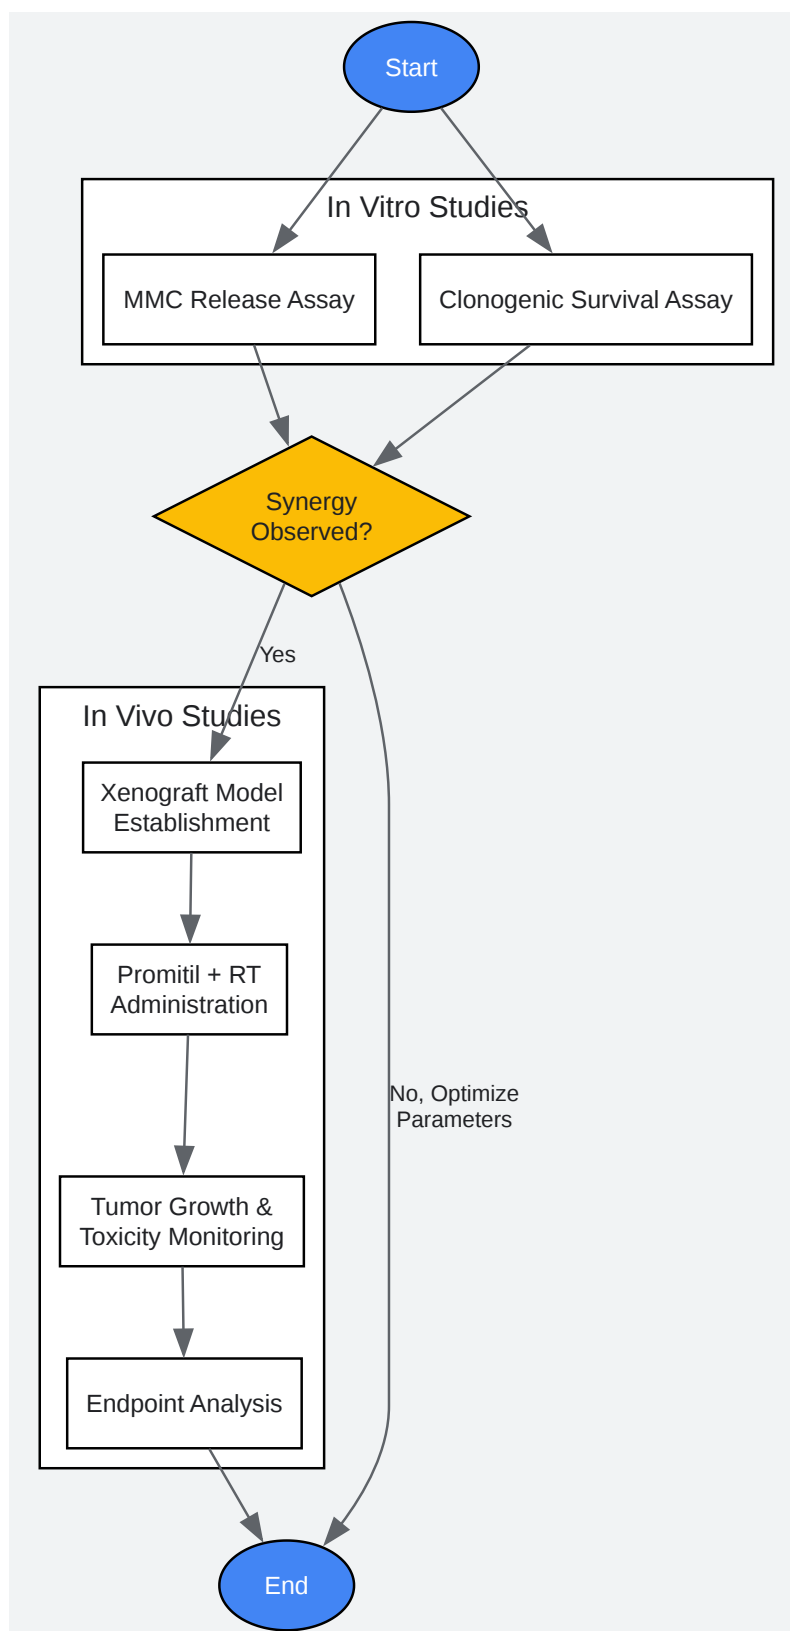 Start
In Vitro Studies
MMC Release Assay
Clonogenic Survival Assay
Synergy
Observed?
Yes
In Vivo Studies
Xenograft Model
Establishment
Promitil + RT
Administration
No, Optimize
Parameters
Tumor Growth &
Toxicity Monitoring
Endpoint Analysis
End